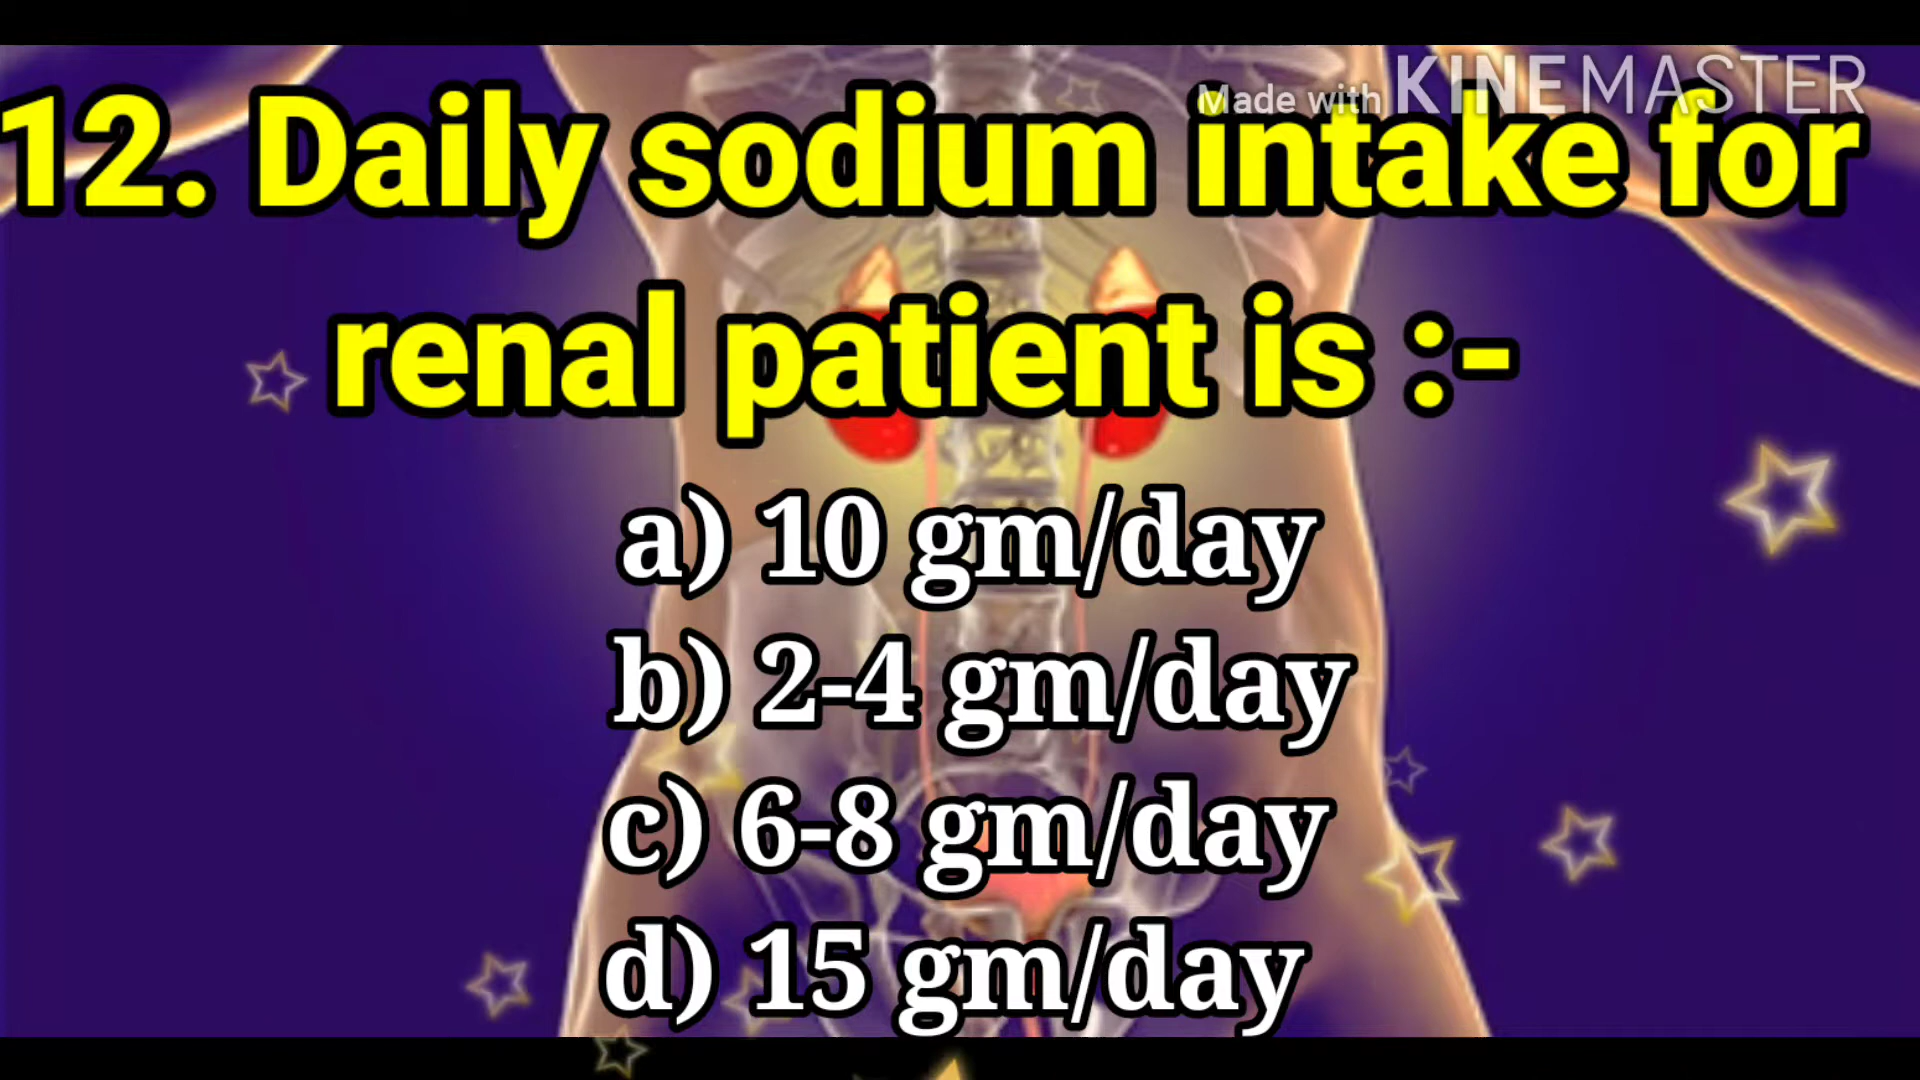 Made with KINEMASTER
12. Daily sodium intake for
renal patient is :-
a) 10 gm/day
b) 2-4 gm/day
c) 6-8 gm/day
d) 15 gm/day